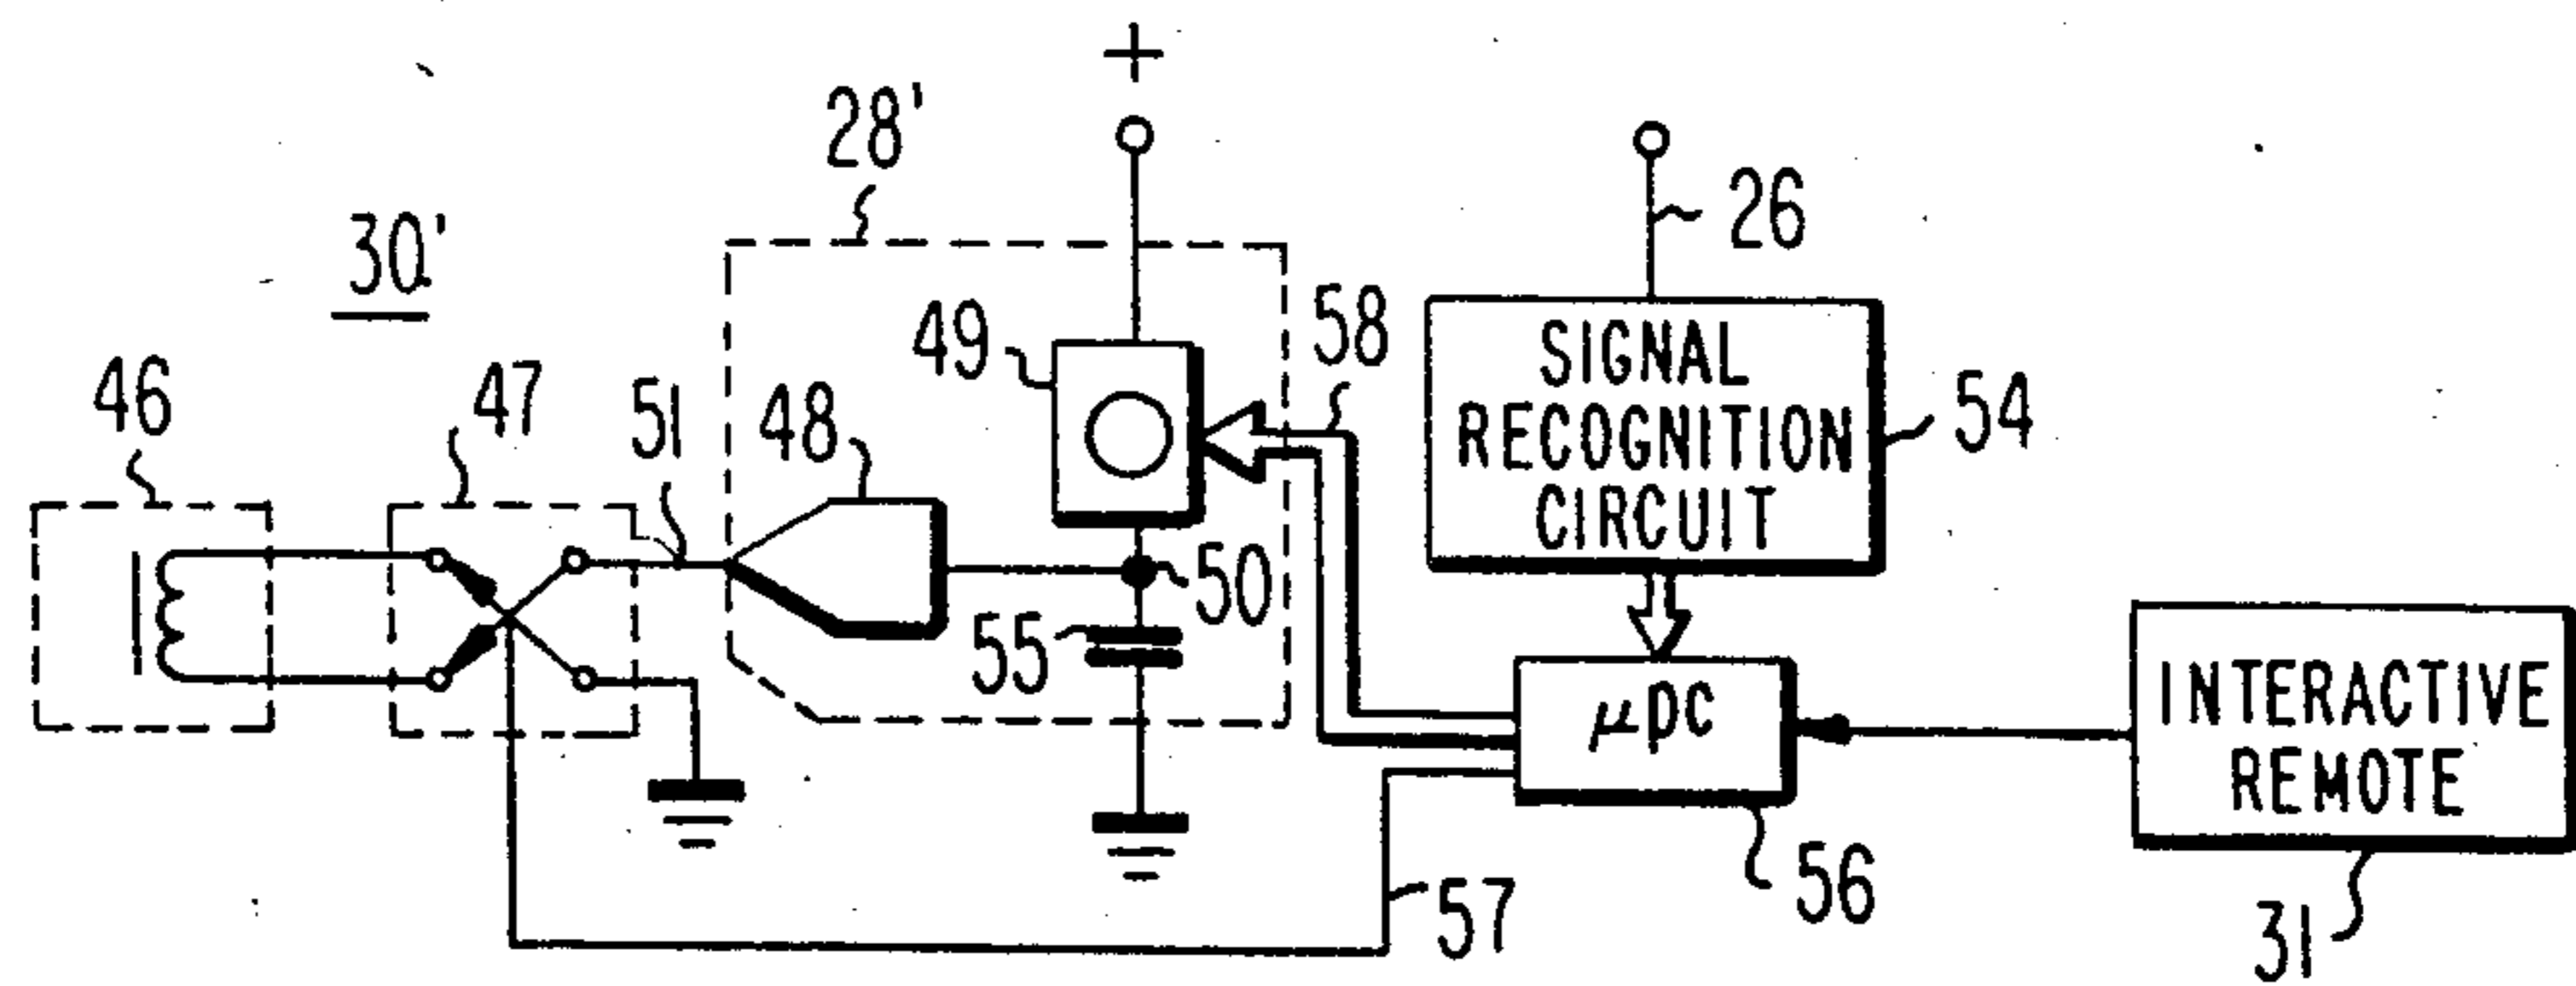 +
28'
26
30'
58
49
SIGNAL
RECOGNITION
CIRCUIT
54
46
47
51
48
50
55
μpc
INTERACTIVE
REMOTE
56
57
31